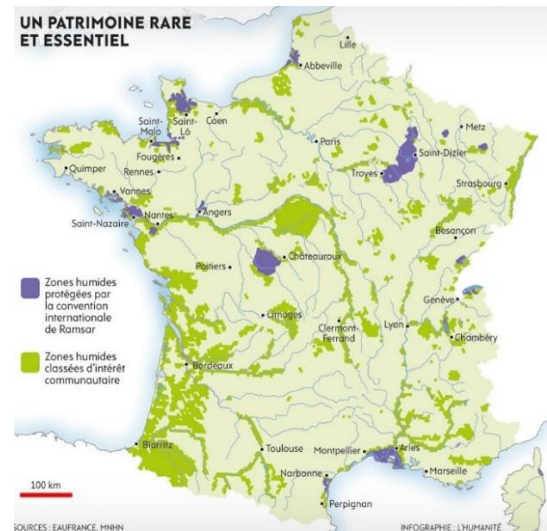 UN PATRIMOINE RARE
ET ESSENTIEL
Lille
Abbeville
Saint-
Malo
Saint-
Lô
Caen
Paris
Metz
Saint-Dizier
Troyes
Strasbourg
Fougères
Rennes
Quimper
Vannes
Saint-Nazaire
Nantes
Angers
Besançon
Poitiers
Châteauroux
Genève
Limoges
Clermont-
Ferrand
Lyon
Chambéry
Bordeaux
Biarritz
Toulouse
Montpellier
Arles
Narbonne
Marseille
Perpignan
Zones humides
protégées par
la convention
internationale
de Ramsar
Zones humides
classées d'intérêt
communautaire
100 km
SOURCES : EAUFRANCE, MNHN
INFOGRAPHIE : L'HUMANITÉ